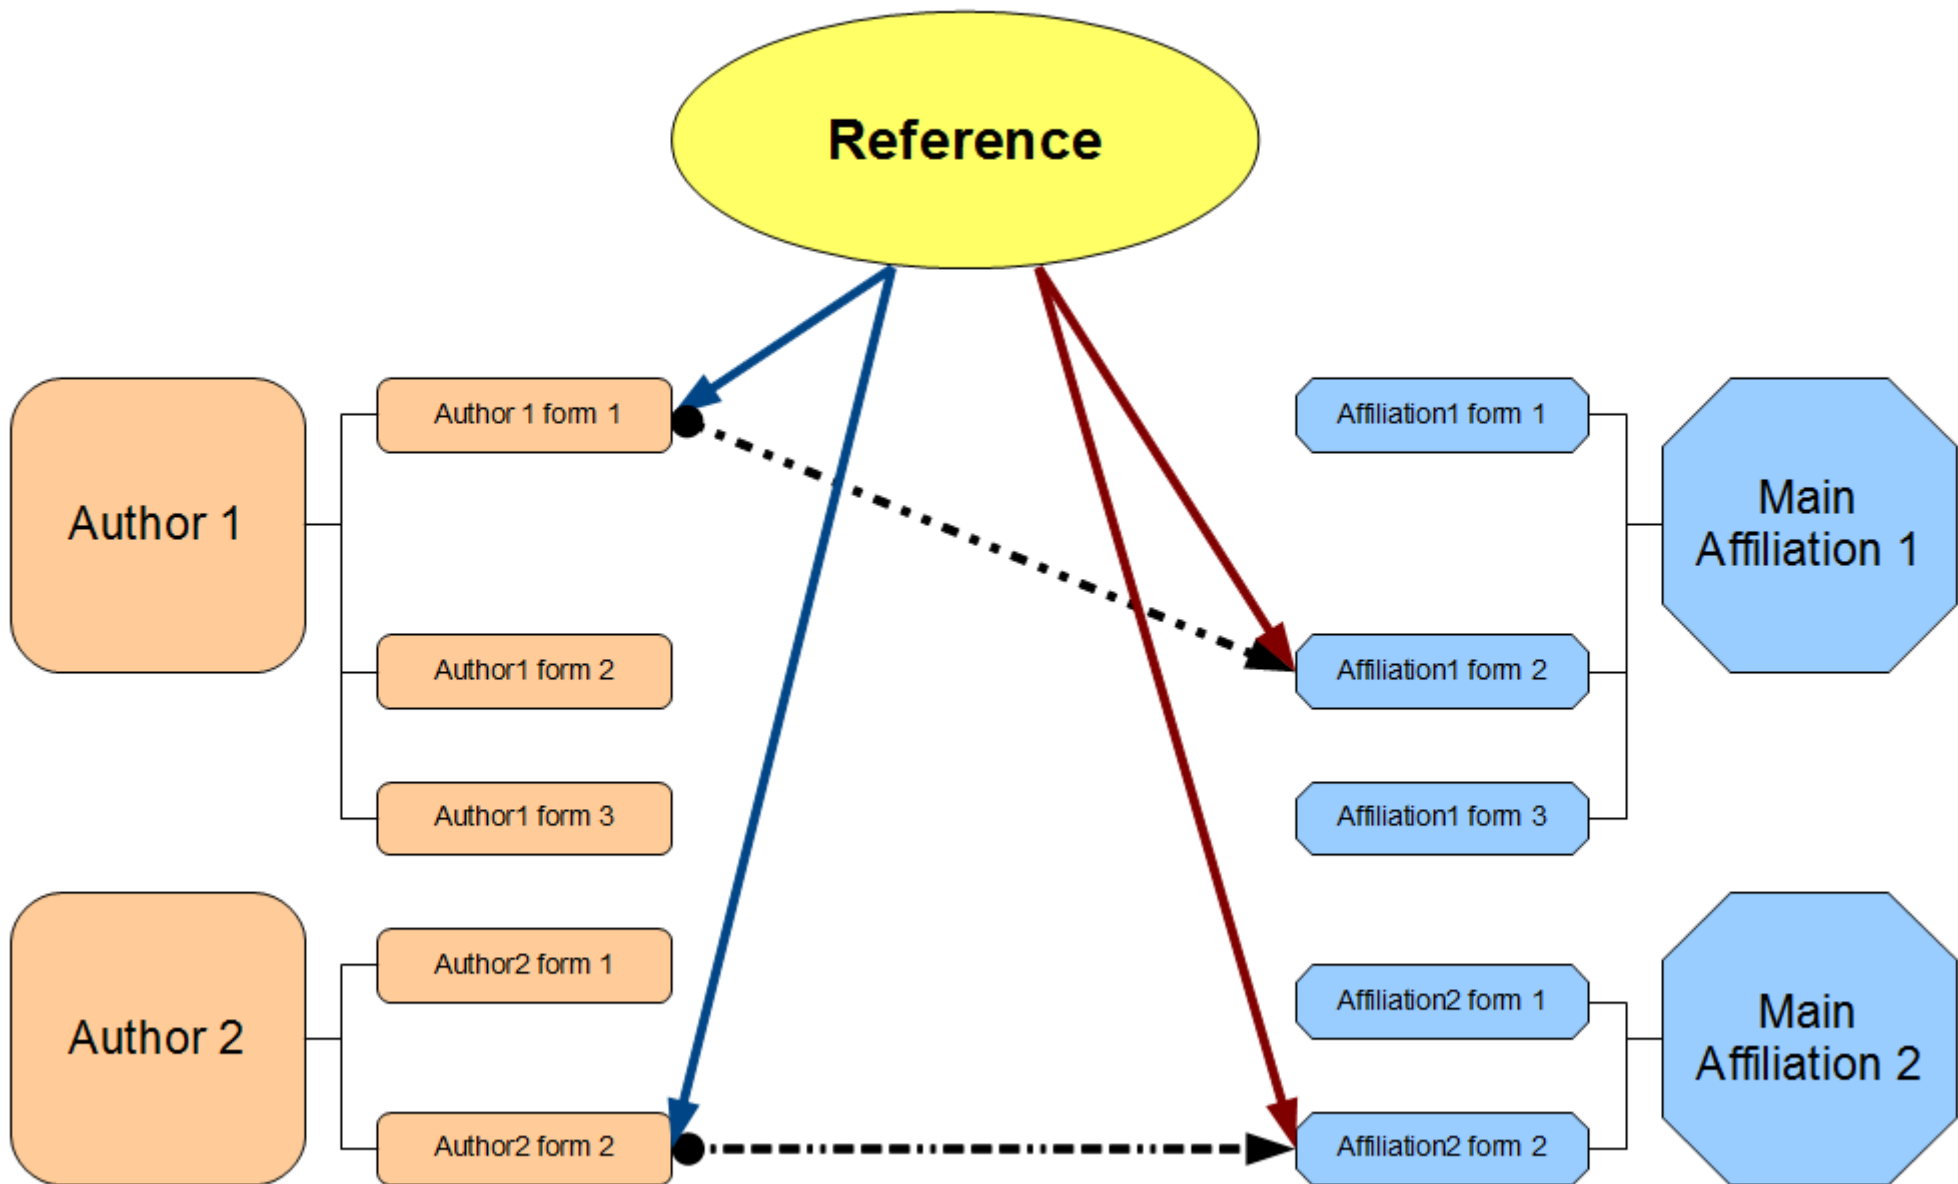 Reference
Author 1
Author 1 form 1
Author1 form 2
Author1 form 3
Affiliation1 form 1
Affiliation1 form 2
Affiliation1 form 3
Main
Affiliation 1
Author 2
Author2 form 1
Author2 form 2
Affiliation2 form 1
Affiliation2 form 2
Main
Affiliation 2